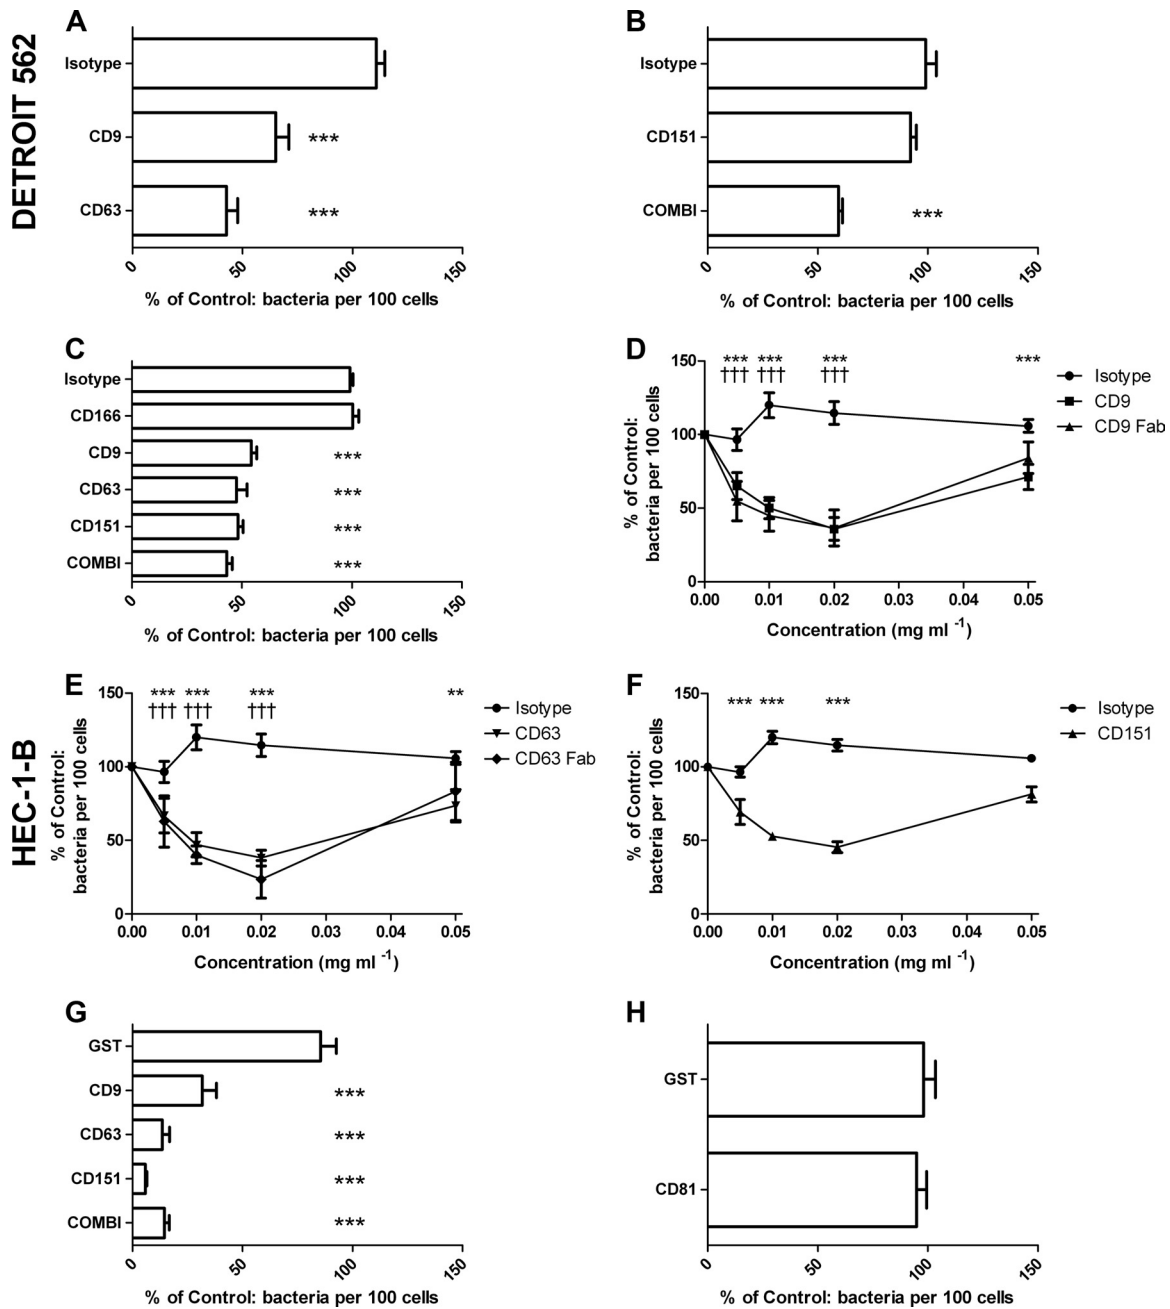 DETROIT 562
A
Isotype
CD9
***
CD63
***
0 50 100 150
% of Control: bacteria per 100 cells
B
Isotype
CD151
COMBI
***
0 50 100 150
% of Control: bacteria per 100 cells
HEC-1-B
C
Isotype
CD166
CD9
***
CD63
***
CD151
***
COMBI
***
0 50 100 150
% of Control: bacteria per 100 cells
D
% of Control:
bacteria per 100 cells
150
100
50
0
*** *** *** ***
††† ††† †††
Isotype
CD9
CD9 Fab
0.00 0.01 0.02 0.03 0.04 0.05
Concentration (mg ml -1)
E
% of Control:
bacteria per 100 cells
150
100
50
0
*** *** *** **
††† ††† †††
Isotype
CD63
CD63 Fab
0.00 0.01 0.02 0.03 0.04 0.05
Concentration (mg ml -1)
F
% of Control:
bacteria per 100 cells
150
100
50
0
*** *** ***
Isotype
CD151
0.00 0.01 0.02 0.03 0.04 0.05
Concentration (mg ml -1)
G
GST
CD9
***
CD63
***
CD151
***
COMBI
***
0 50 100 150
% of Control: bacteria per 100 cells
H
GST
CD81
0 50 100 150
% of Control: bacteria per 100 cells